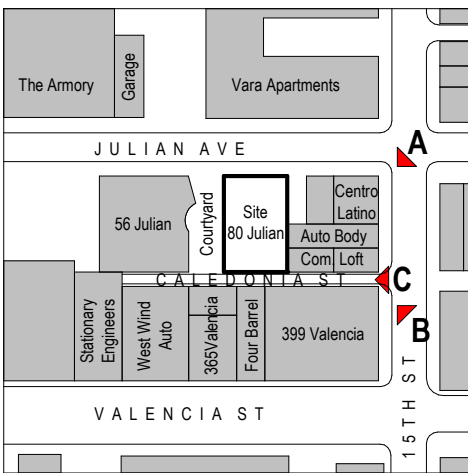 The Armory
Garage
Vara Apartments
A
JULIAN AVE
56 Julian
Courtyard
Site
80 Julian
Centro
Latino
Auto Body
Com. Loft
CALEDONIA ST
C
Stationary
Engineers
West Wind
Auto
365Valencia
Four Barrel
399 Valencia
B
VALENCIA ST
15TH ST